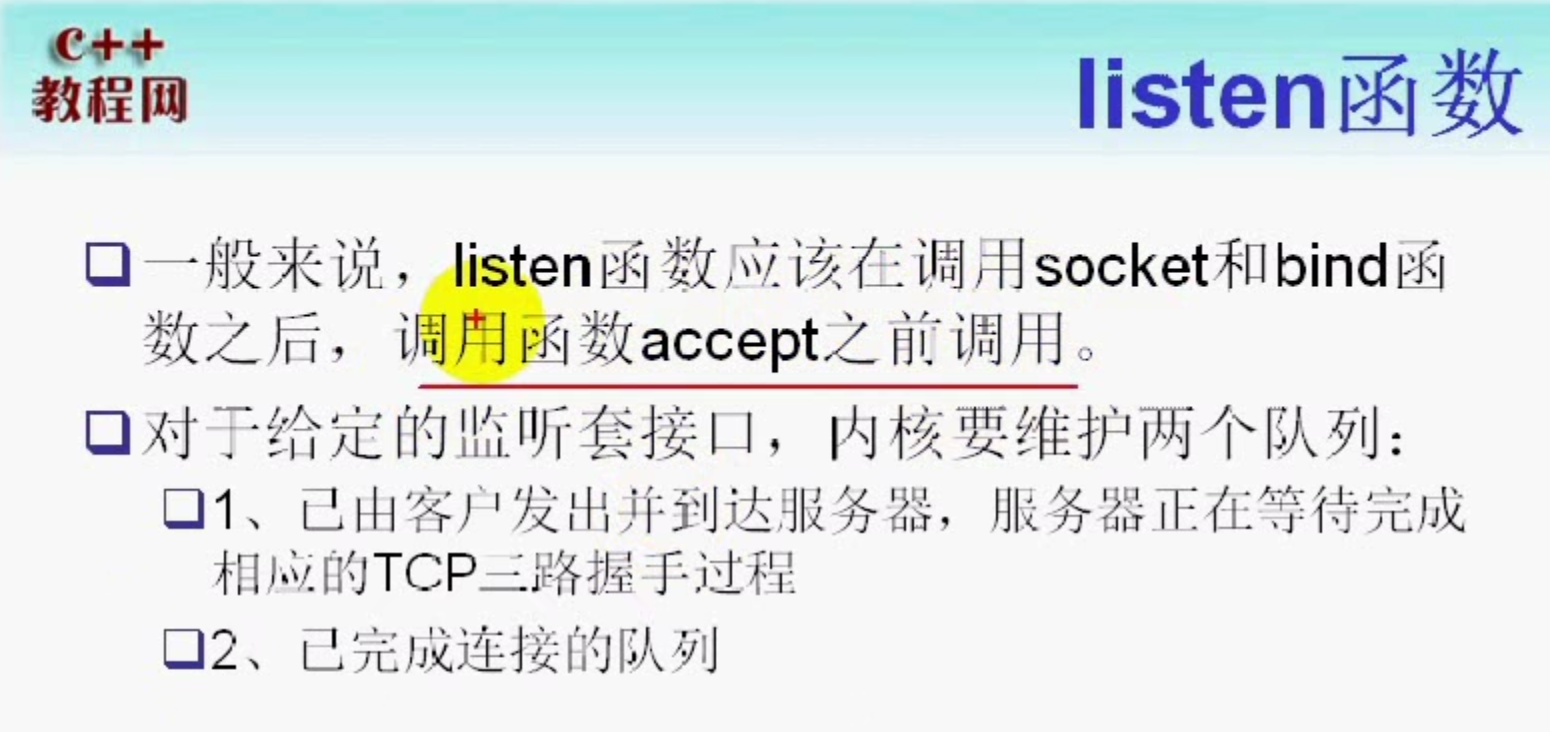 C++
教程网
listen函数
一般来说，listen函数应该在调用socket和bind函
数之后，调用函数accept之前调用。
对于给定的监听套接口，内核要维护两个队列：
1、已由客户发出并到达服务器，服务器正在等待完成
相应的TCP三路握手过程
2、已完成连接的队列